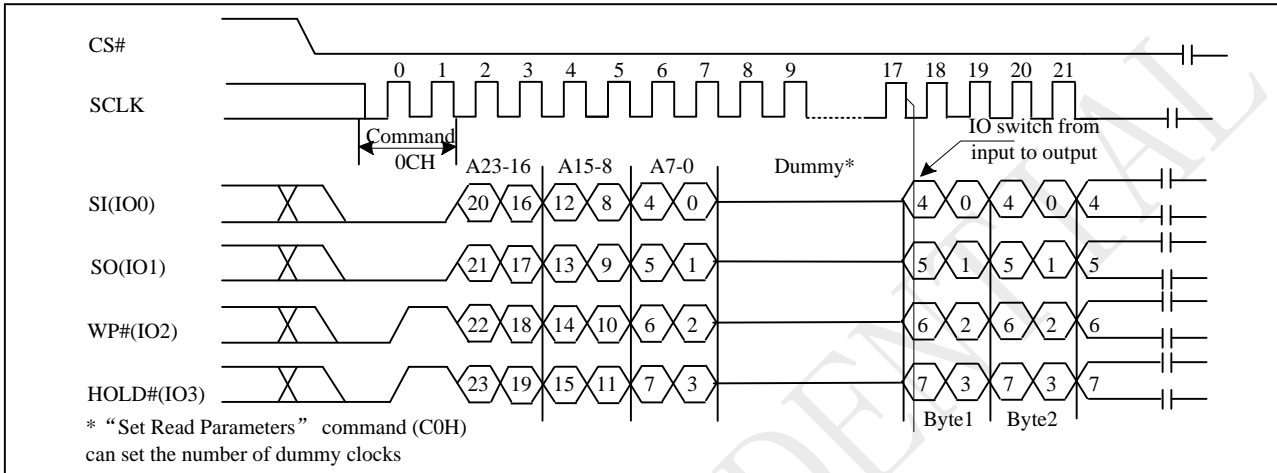 CS#
0 1 2 3 4 5 6 7 8 9 17 18 19 20 21
SCLK
Command
0CH
IO switch from
input to output
A23-16 A15-8 A7-0 Dummy*
SI(IO0) 20 16 12 8 4 0 4 0 4 0 4
SO(IO1) 21 17 13 9 5 1 5 1 5 1 5
WP#(IO2) 22 18 14 10 6 2 6 2 6 2 6
HOLD#(IO3) 23 19 15 11 7 3 7 3 7 3 7
Byte1 Byte2
* “Set Read Parameters” command (C0H)
can set the number of dummy clocks
DENTIAL